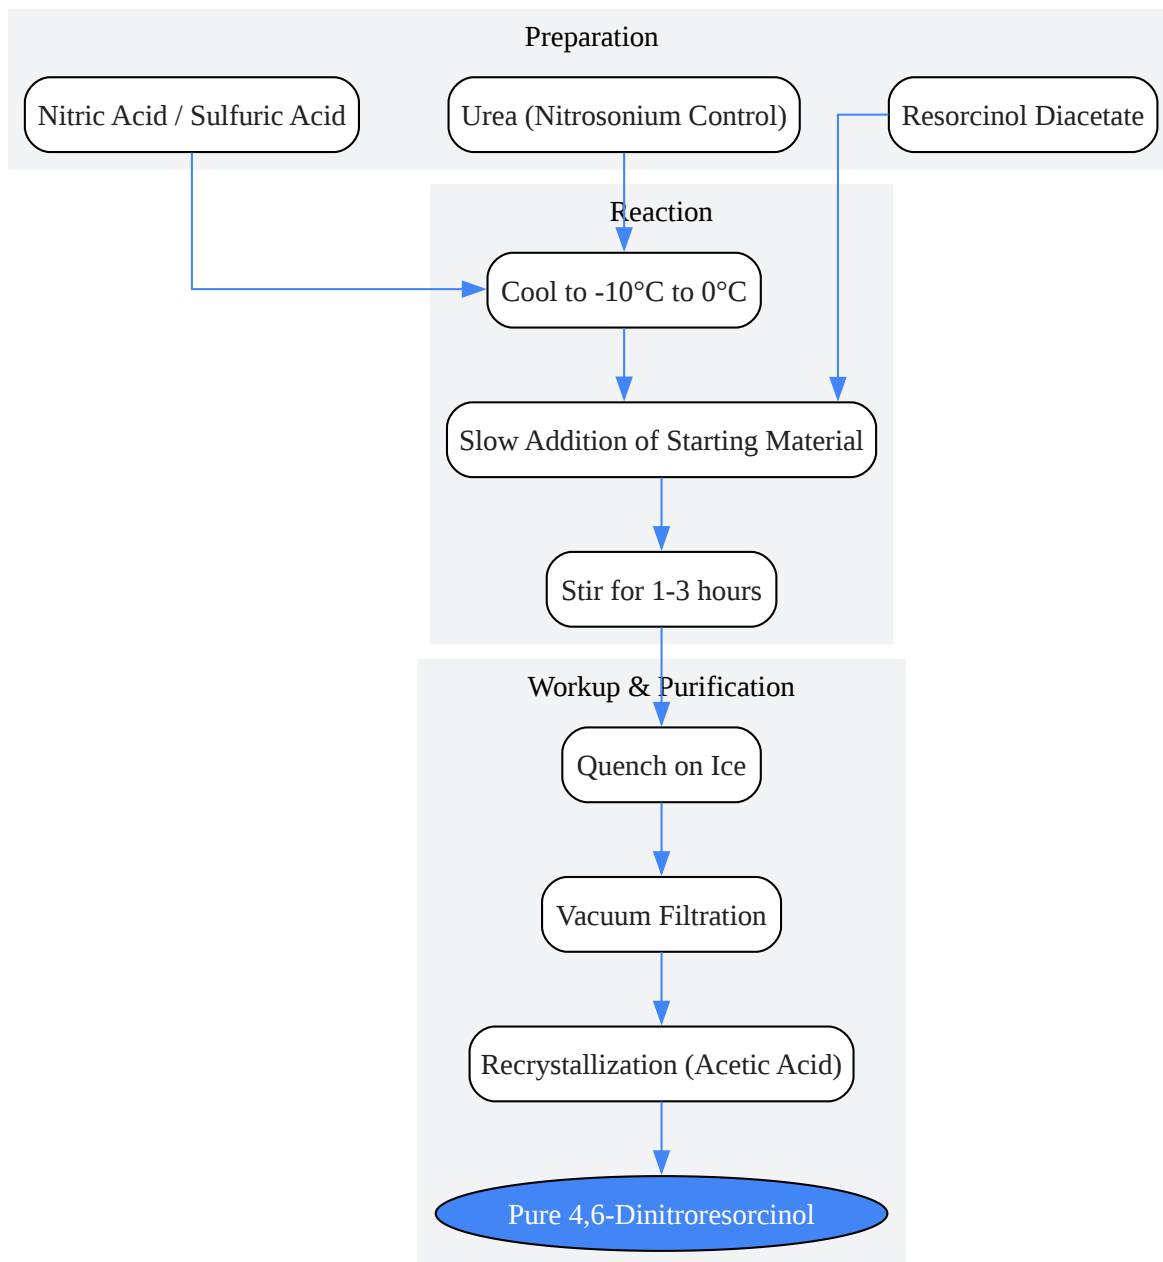 Preparation
Nitric Acid / Sulfuric Acid
Urea (Nitrosonium Control)
Resorcinol Diacetate
Reaction
Cool to -10°C to 0°C
Slow Addition of Starting Material
Stir for 1-3 hours
Workup & Purification
Quench on Ice
Vacuum Filtration
Recrystallization (Acetic Acid)
Pure 4,6-Dinitroresorcinol